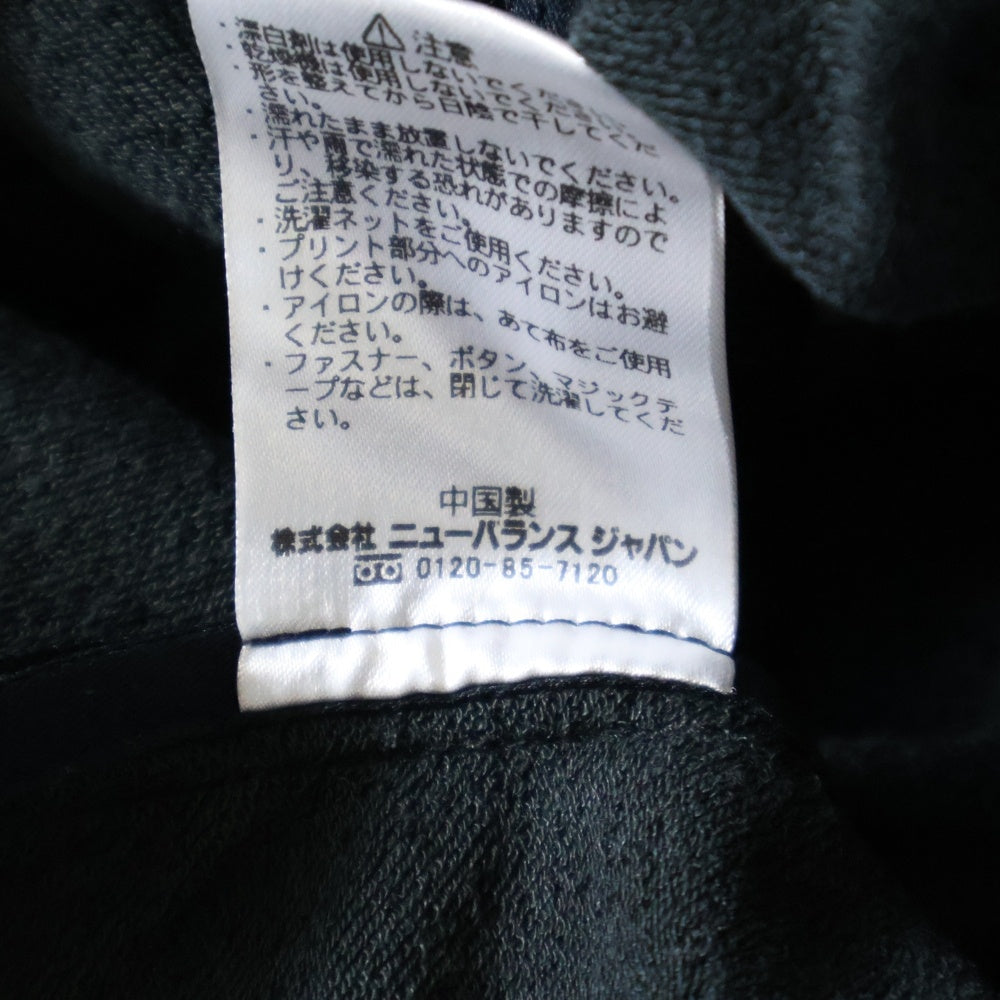 ⚠ 注意
・漂白剤は使用しないでください。
・乾燥機は使用しないでください。
・形を整えてから日陰で干してくだ
さい。
・濡れたまま放置しないでください。
・汗や雨で濡れた状態での摩擦によ
り、移染する恐れがありますので
ご注意ください。
・洗濯ネットをご使用ください。
・プリント部分へのアイロンはお避
けください。
・アイロンの際は、あて布をご使用
ください。
・ファスナー、ボタン、マジックテ
ープなどは、閉じて洗濯してくだ
さい。
中国製
株式会社 ニューバランス ジャパン
0120-85-7120